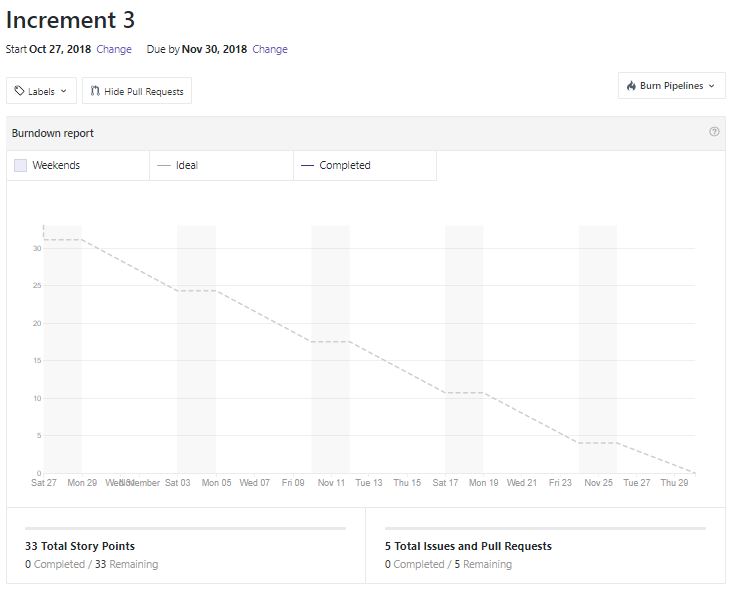 Increment 3
Start Oct 27, 2018 Change Due by Nov 30, 2018 Change
Labels Hide Pull Requests Burn Pipelines
Burndown report
Weekends Ideal Completed
30
25
20
15
10
5
0
Sat 27 Mon 29 Wed 31 November Sat 03 Mon 05 Wed 07 Fri 09 Nov 11 Tue 13 Thu 15 Sat 17 Mon 19 Wed 21 Fri 23 Nov 25 Tue 27 Thu 29
33 Total Story Points 5 Total Issues and Pull Requests
0 Completed / 33 Remaining 0 Completed / 5 Remaining